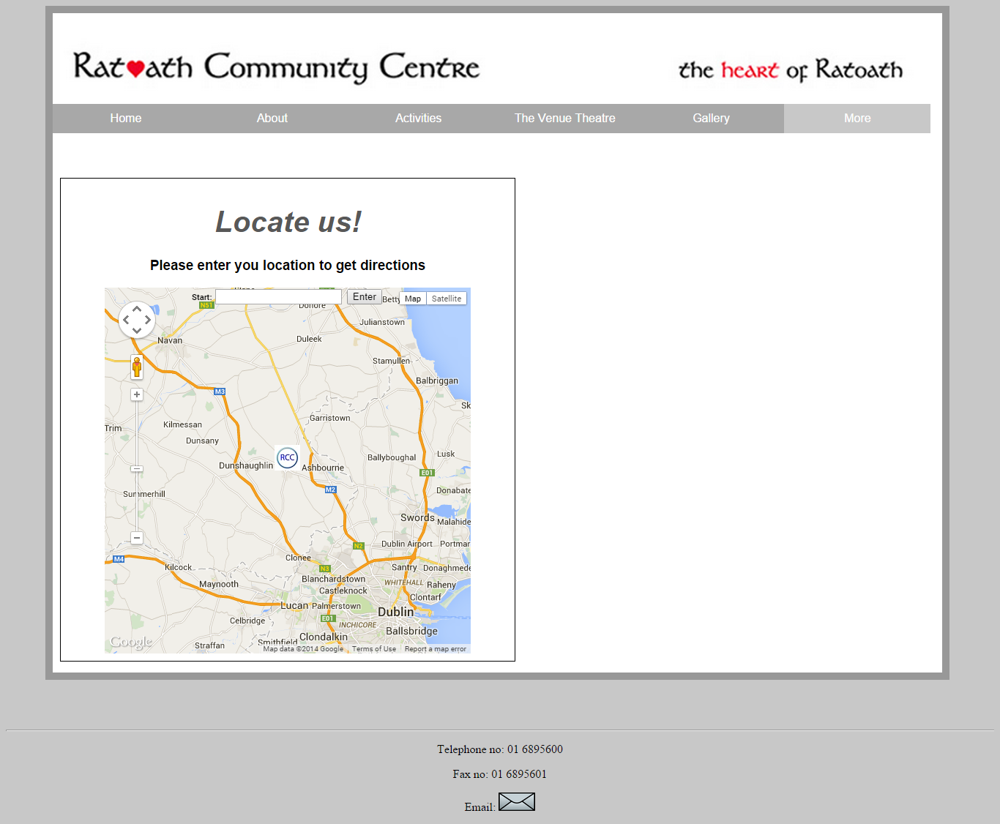 Ratoath Community Centre
the heart of Ratoath
Home About Activities The Venue Theatre Gallery More
Locate us!
Please enter you location to get directions
Start: Enter Betty Map Satellite
N51
Donore
Julianstown
Navan
Duleek
Stamullen
Balbriggan
M3
Sk
Garristown
Trim
Kilmessan
Dunsany
RCC
Ballyboughal
Lusk
Dunshaughlin
Ashbourne
E01
M2
Donabate
Summerhill
Swords
Malahide
N2
Dublin Airport
Portmar
M4
Clonee
Kilcock
N3
Santry
Donaghmede
Blanchardstown
Maynooth
WHITEHALL
Raheny
Castleknock
Clontarf
Lucan
Palmerstown
Dublin
Celbridge
E01
INCHICORE
Ballsbridge
Clondalkin
Google
Straffan
Smithfield
Map data ©2014 Google Terms of Use Report a map error
Telephone no: 01 6895600
Fax no: 01 6895601
Email: